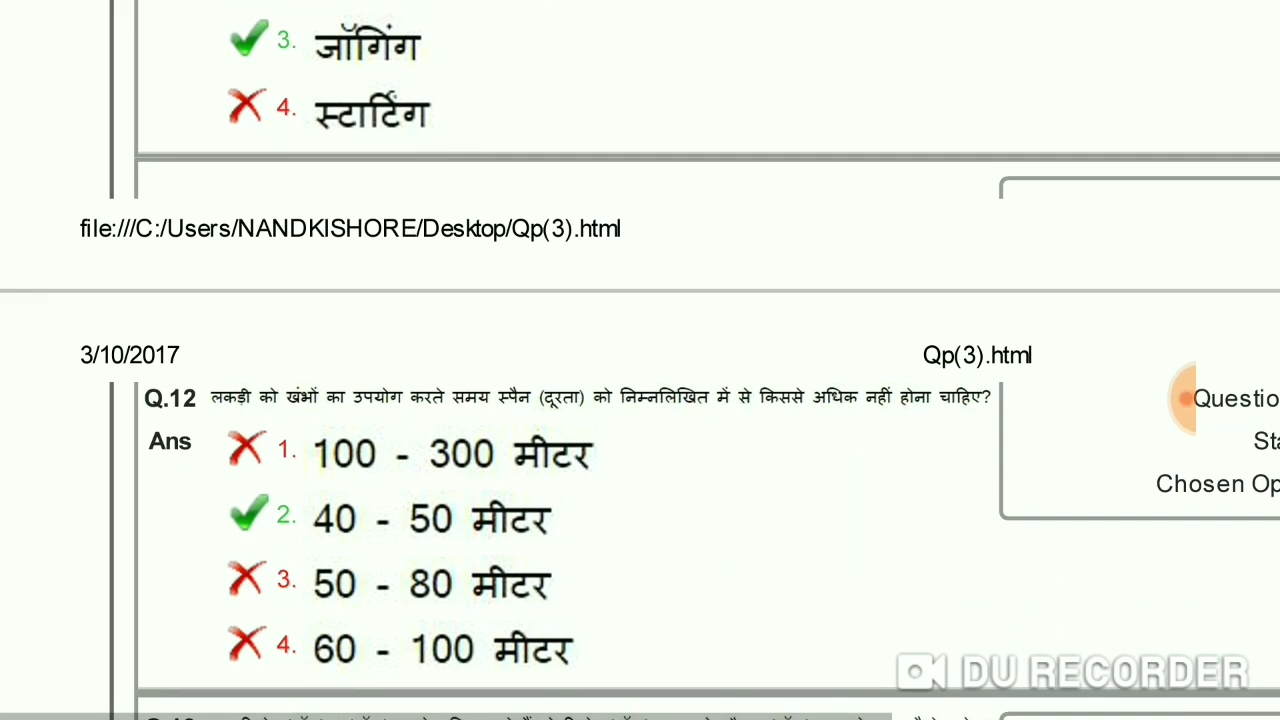 3. जॉगिंग
4. स्टार्टिंग
file:///C:/Users/NANDKISHORE/Desktop/Qp(3).html
3/10/2017 Qp(3).html
Q.12 लकड़ी को खंभों का उपयोग करते समय स्पैन (दूरता) को निम्नलिखित में से किससे अधिक नहीं होना चाहिए?
Questio
Ans 1. 100 - 300 मीटर
Sta
Chosen Op
2. 40 - 50 मीटर
3. 50 - 80 मीटर
4. 60 - 100 मीटर
DU RECORDER